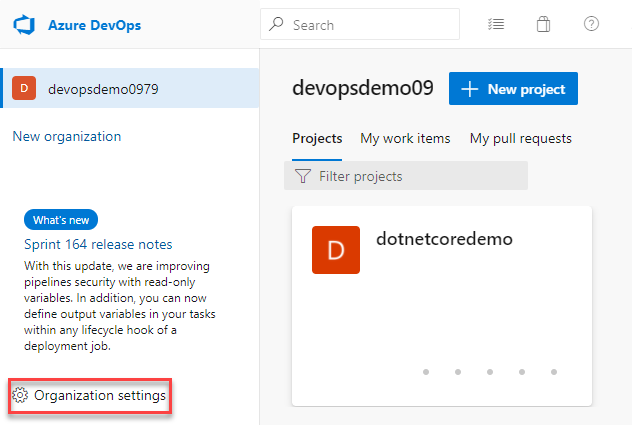 Azure DevOps
Search
D
devopsdemo0979
New organization
What's new
Sprint 164 release notes
With this update, we are improving
pipelines security with read-only
variables. In addition, you can now
define output variables in your tasks
within any lifecycle hook of a
deployment job.
Organization settings
devopsdemo09
New project
Projects
My work items
My pull requests
Filter projects
D
dotnetcoredemo